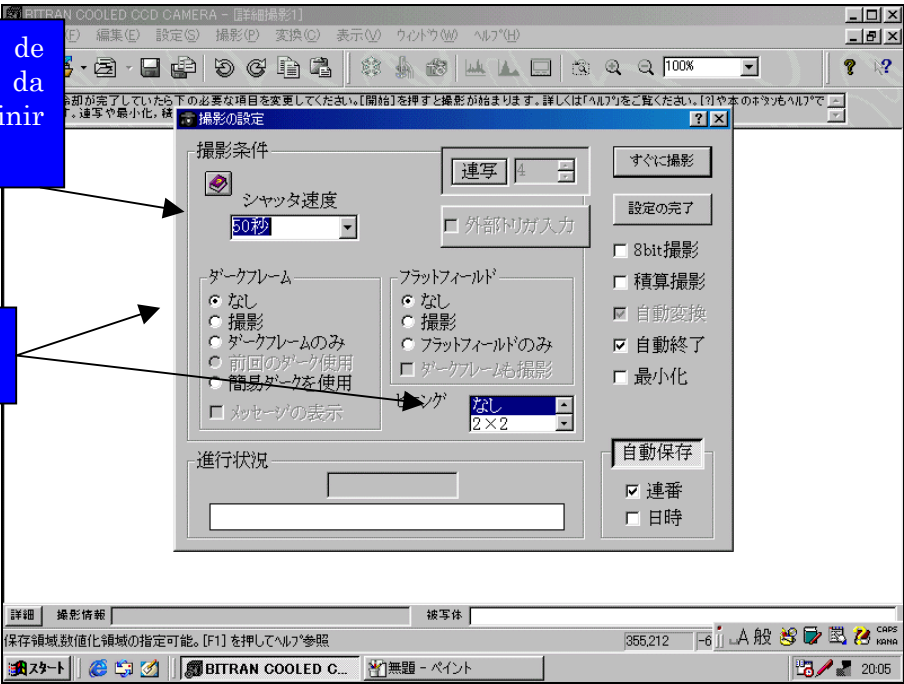 BITRAN COOLED CCD CAMERA - [詳細撮影1]
(F) 編集(E) 設定(S) 撮影(P) 変換(C) 表示(V) ウィンドウ(W) ヘルプ(H)
de
da
inir
100%
却が完了していたら下の必要な項目を変更してください。[開始]を押すと撮影が始まります。詳しくは「ヘルプ」をご覧ください。[?]や本のボタンもヘルプで
。連写や最小化，積
撮影の設定
撮影条件
シャッタ速度
50秒
連写 4
外部トリガ入力
すぐに撮影
設定の完了
8bit撮影
積算撮影
自動変換
自動終了
最小化
ダークフレーム
なし
撮影
ダークフレームのみ
前回のダーク使用
簡易ダークを使用
メッセージの表示
フラットフィールド
なし
撮影
フラットフィールドのみ
ダークフレームも撮影
ビニング
なし
2×2
進行状況
自動保存
連番
日時
詳細 撮影情報 被写体
保存領域,数値化領域の指定可能。[F1] を押してヘルプ参照 355,212 -6
A 般 CAPS
KANA
スタート BITRAN COOLED C... 無題 - ペイント 20:05